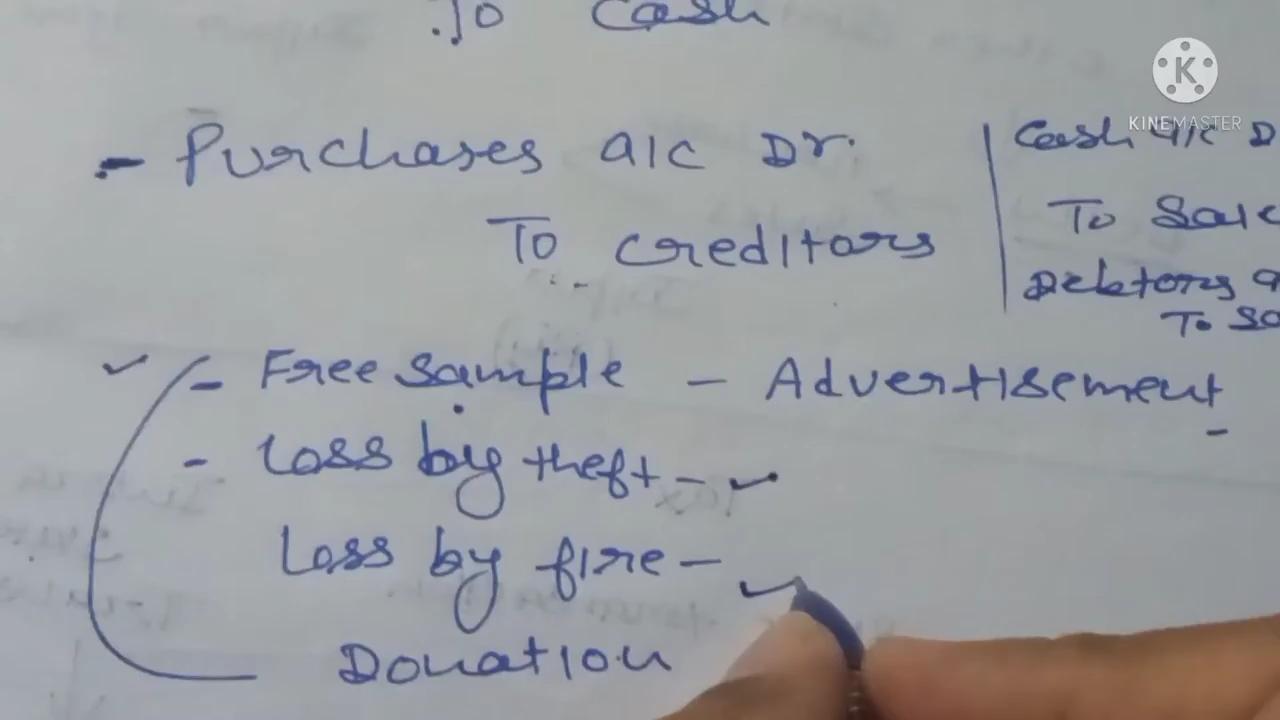 To Cash
K
KINEMASTER
- Purchases a/c Dr.
To creditors
Cash a/c D
To Sale
Debtors a
To Sa
- Free sample - Advertisement
- Loss by theft -
Loss by fire -
Donation